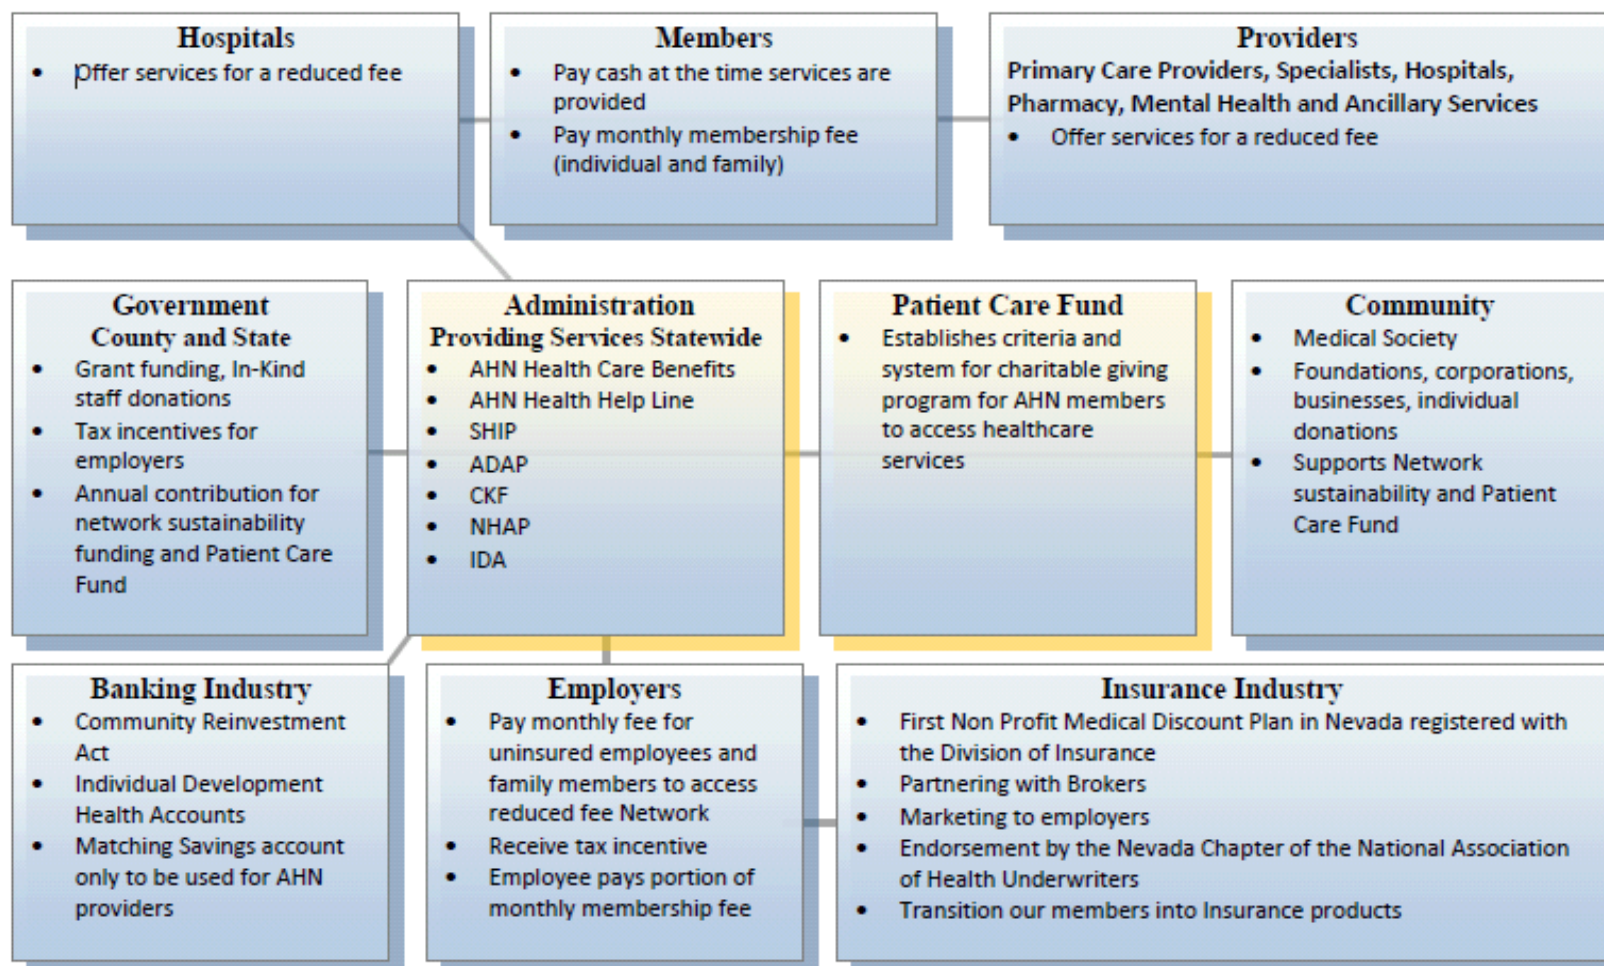 Hospitals
• Offer services for a reduced fee
Members
• Pay cash at the time services are
provided
• Pay monthly membership fee
(individual and family)
Providers
Primary Care Providers, Specialists, Hospitals,
Pharmacy, Mental Health and Ancillary Services
• Offer services for a reduced fee
Government
County and State
• Grant funding, In-Kind
staff donations
• Tax incentives for
employers
• Annual contribution for
network sustainability
funding and Patient Care
Fund
Administration
Providing Services Statewide
• AHN Health Care Benefits
• AHN Health Help Line
• SHIP
• ADAP
• CKF
• NHAP
• IDA
Patient Care Fund
• Establishes criteria and
system for charitable giving
program for AHN members
to access healthcare
services
Community
• Medical Society
• Foundations, corporations,
businesses, individual
donations
• Supports Network
sustainability and Patient
Care Fund
Banking Industry
• Community Reinvestment
Act
• Individual Development
Health Accounts
• Matching Savings account
only to be used for AHN
providers
Employers
• Pay monthly fee for
uninsured employees and
family members to access
reduced fee Network
• Receive tax incentive
• Employee pays portion of
monthly membership fee
Insurance Industry
• First Non Profit Medical Discount Plan in Nevada registered with
the Division of Insurance
• Partnering with Brokers
• Marketing to employers
• Endorsement by the Nevada Chapter of the National Association
of Health Underwriters
• Transition our members into Insurance products